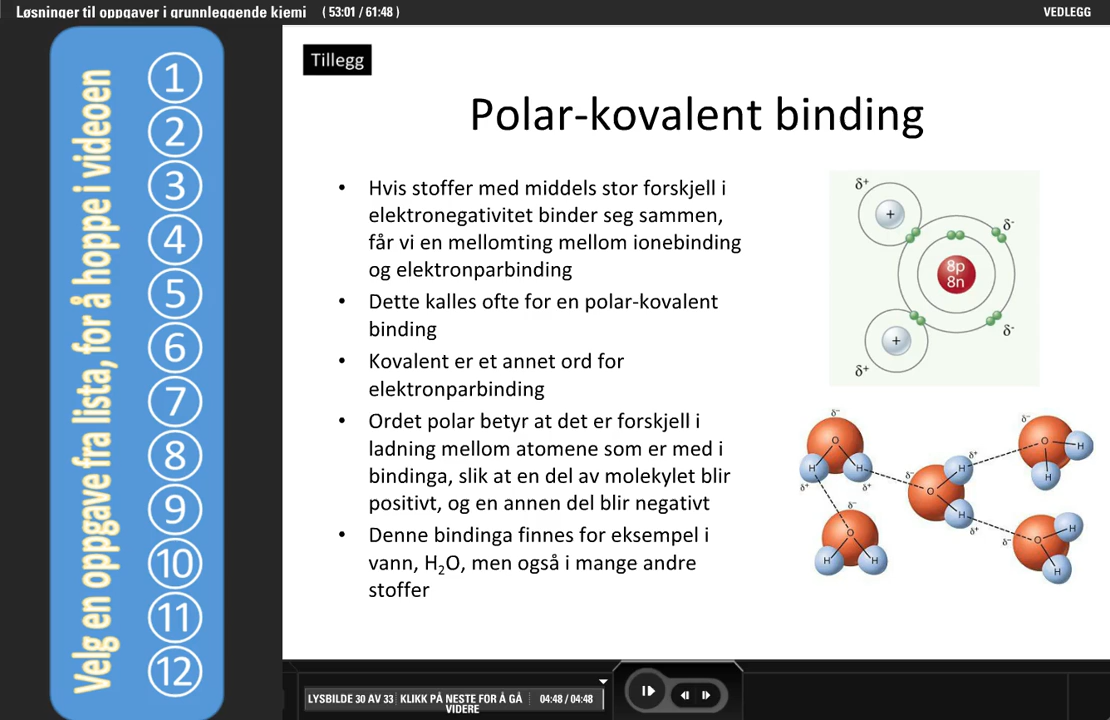 Løsninger til oppgaver i grunnleggende kjemi ( 53:01 / 61:48 )
VEDLEGG
Velg en oppgave fra lista, for å hoppe i videoen
1
2
3
4
5
6
7
8
9
10
11
12
Tillegg
Polar-kovalent binding
• Hvis stoffer med middels stor forskjell i
elektronegativitet binder seg sammen,
får vi en mellomting mellom ionebinding
og elektronparbinding
• Dette kalles ofte for en polar-kovalent
binding
• Kovalent er et annet ord for
elektronparbinding
• Ordet polar betyr at det er forskjell i
ladning mellom atomene som er med i
bindinga, slik at en del av molekylet blir
positivt, og en annen del blir negativt
• Denne bindinga finnes for eksempel i
vann, H₂O, men også i mange andre
stoffer
δ+
+
δ-
8p
8n
+
δ-
δ+
δ-
O
H
H
δ+
δ+
δ-
O
H
H
δ-
O
H
H
δ+
δ+
δ-
O
H
H
δ-
O
H
H
LYSBILDE 30 AV 33
KLIKK PÅ NESTE FOR Å GÅ
VIDERE
04:48 / 04:48